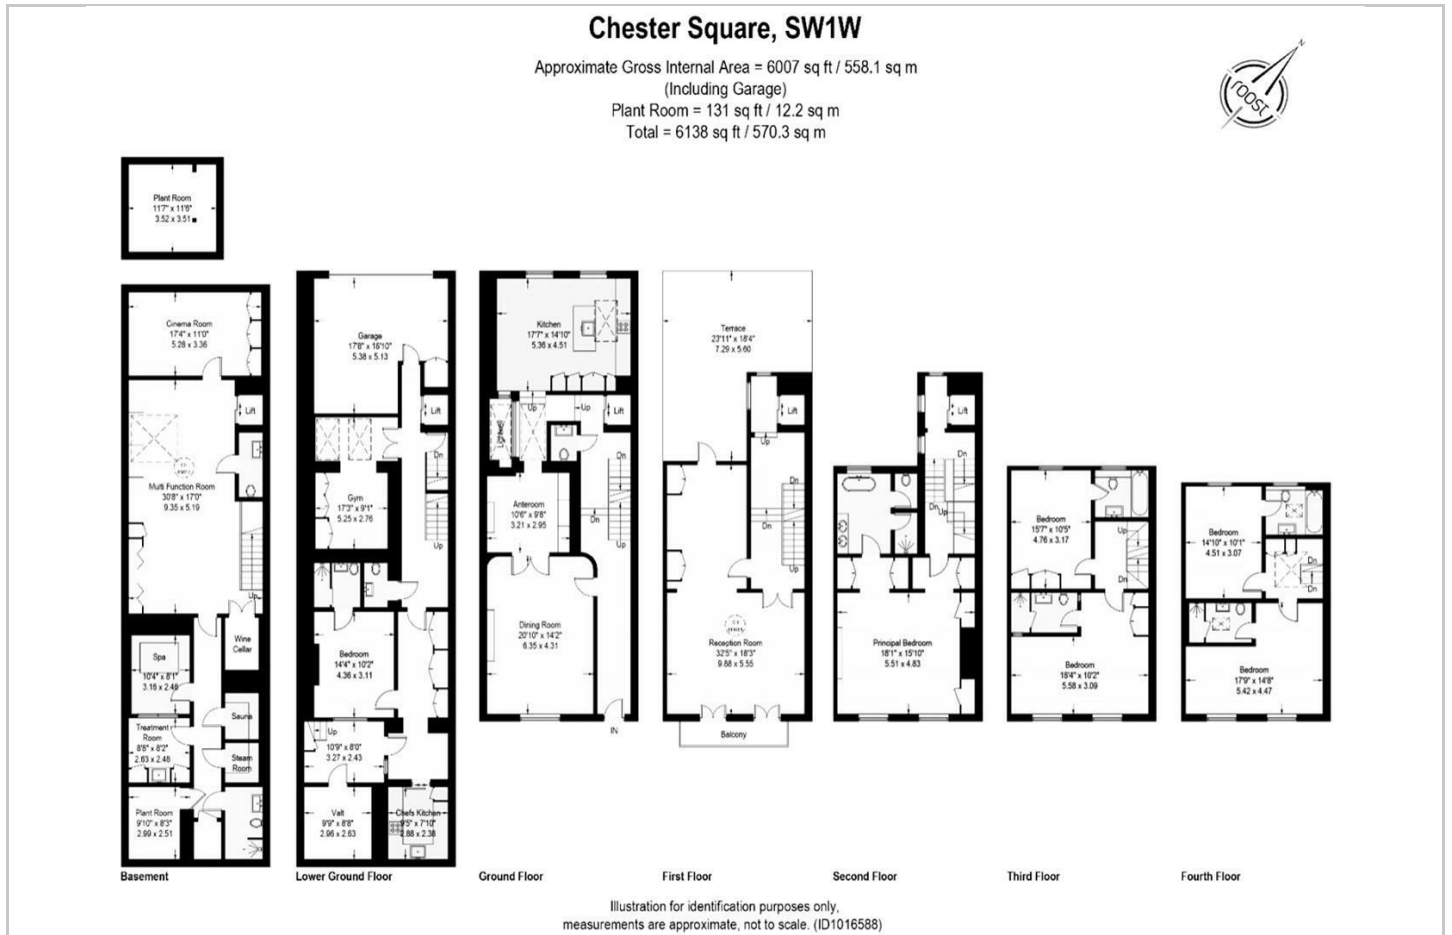 Chester Square, SW1W
Approximate Gross Internal Area = 6007 sq ft / 558.1 sq m
(Including Garage)
Plant Room = 131 sq ft / 12.2 sq m
Total = 6138 sq ft / 570.3 sq m
N
roost
Plant Room
11'7" x 11'6"
3.52 x 3.51
Cinema Room
17'4" x 11'0"
5.28 x 3.36
Lift
Multi Function Room
30'8" x 17'0"
9.35 x 5.19
Up
Wine
Cellar
Spa
10'4" x 8'1"
3.16 x 2.46
Sauna
Treatment
Room
8'8" x 8'2"
2.63 x 2.48
Steam
Room
Plant Room
9'10" x 8'3"
2.99 x 2.51
Basement
Garage
17'8" x 16'10"
5.38 x 5.13
Lift
Dn
Gym
17'3" x 9'1"
5.25 x 2.76
Up
Bedroom
14'4" x 10'2"
4.36 x 3.11
Up
10'9" x 8'0"
3.27 x 2.43
Valt
9'9" x 8'8"
2.96 x 2.63
Chefs Kitchen
9'5" x 7'10"
2.88 x 2.38
Lower Ground Floor
Kitchen
17'7" x 14'10"
5.36 x 4.51
Up
Up
Lift
Lightwell
Dn
Anteroom
10'6" x 9'8"
3.21 x 2.95
Dn
Up
Dining Room
20'10" x 14'2"
6.35 x 4.31
IN
Ground Floor
Terrace
23'11" x 18'4"
7.29 x 5.60
Lift
Up
Dn
Dn
Up
Reception Room
32'5" x 18'3"
9.88 x 5.55
Balcony
First Floor
Lift
Dn
Dn
Up
Principal Bedroom
18'1" x 15'10"
5.51 x 4.83
Second Floor
Bedroom
15'7" x 10'5"
4.76 x 3.17
Up
Dn
Bedroom
18'4" x 10'2"
5.58 x 3.09
Third Floor
Bedroom
14'10" x 10'1"
4.51 x 3.07
Dn
Dn
Bedroom
17'9" x 14'8"
5.42 x 4.47
Fourth Floor
Illustration for identification purposes only,
measurements are approximate, not to scale. (ID1016588)